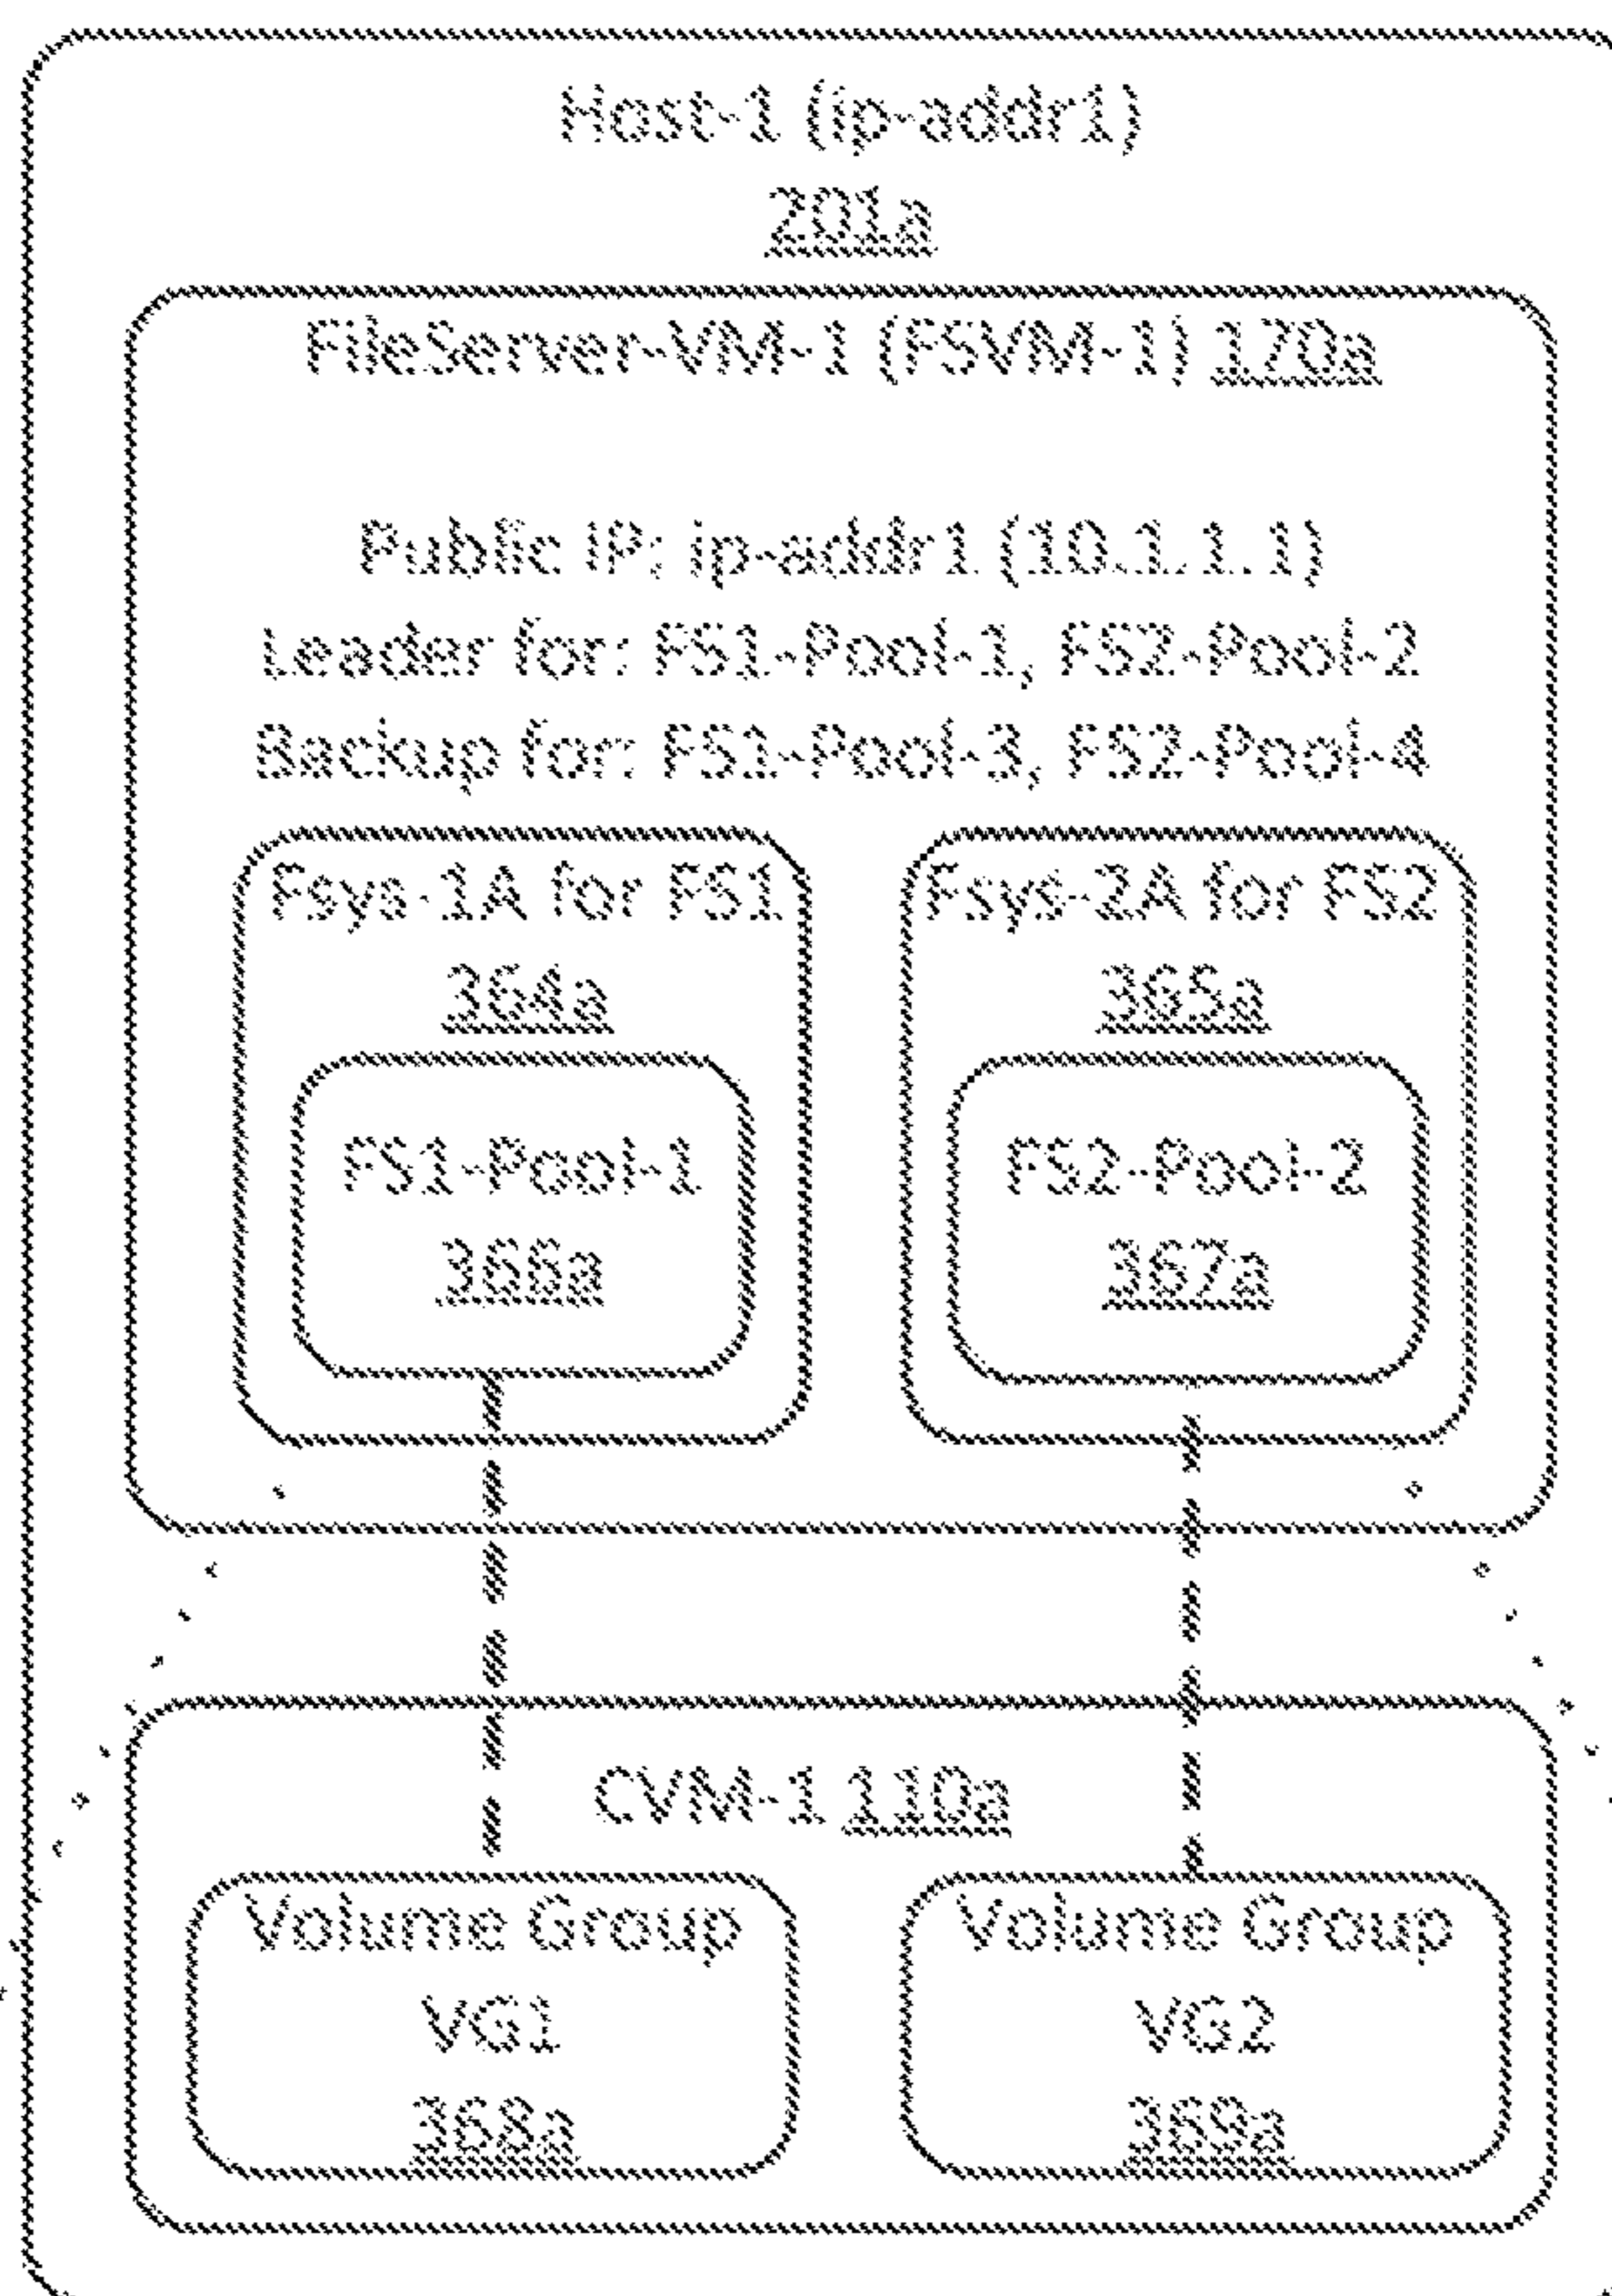 Host-1 (ip-addr1)
201a
FileServer-VM-1 (FSVM-1) 170a
Public IP: ip-addr1 (10.1.1.1)
Leader for: FS1-Pool-1, FS2-Pool-2
Backup for: FS1-Pool-3, FS2-Pool-4
Fsys-1A for FS1
364a
FS1-Pool-1
366a
Fsys-2A for FS2
365a
FS2-Pool-2
367a
CVM-1 110a
Volume Group
VG1
368a
Volume Group
VG2
369a